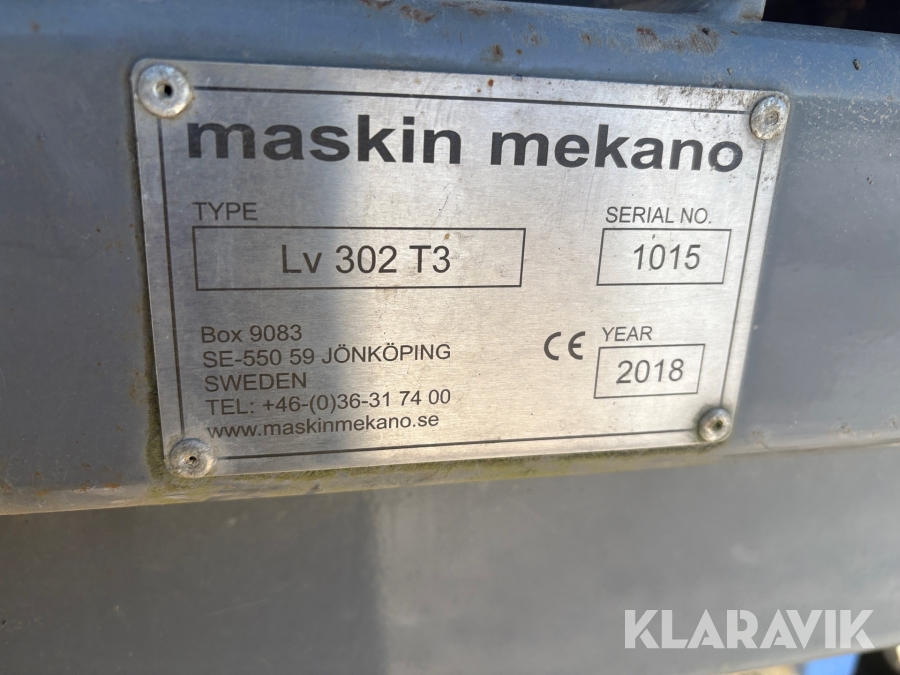 maskin mekano
TYPE
Lv 302 T3
SERIAL NO.
1015
Box 9083
SE-550 59 JÖNKÖPING
SWEDEN
TEL: +46-(0)36-31 74 00
www.maskinmekano.se
CE
YEAR
2018
KLARAVIK